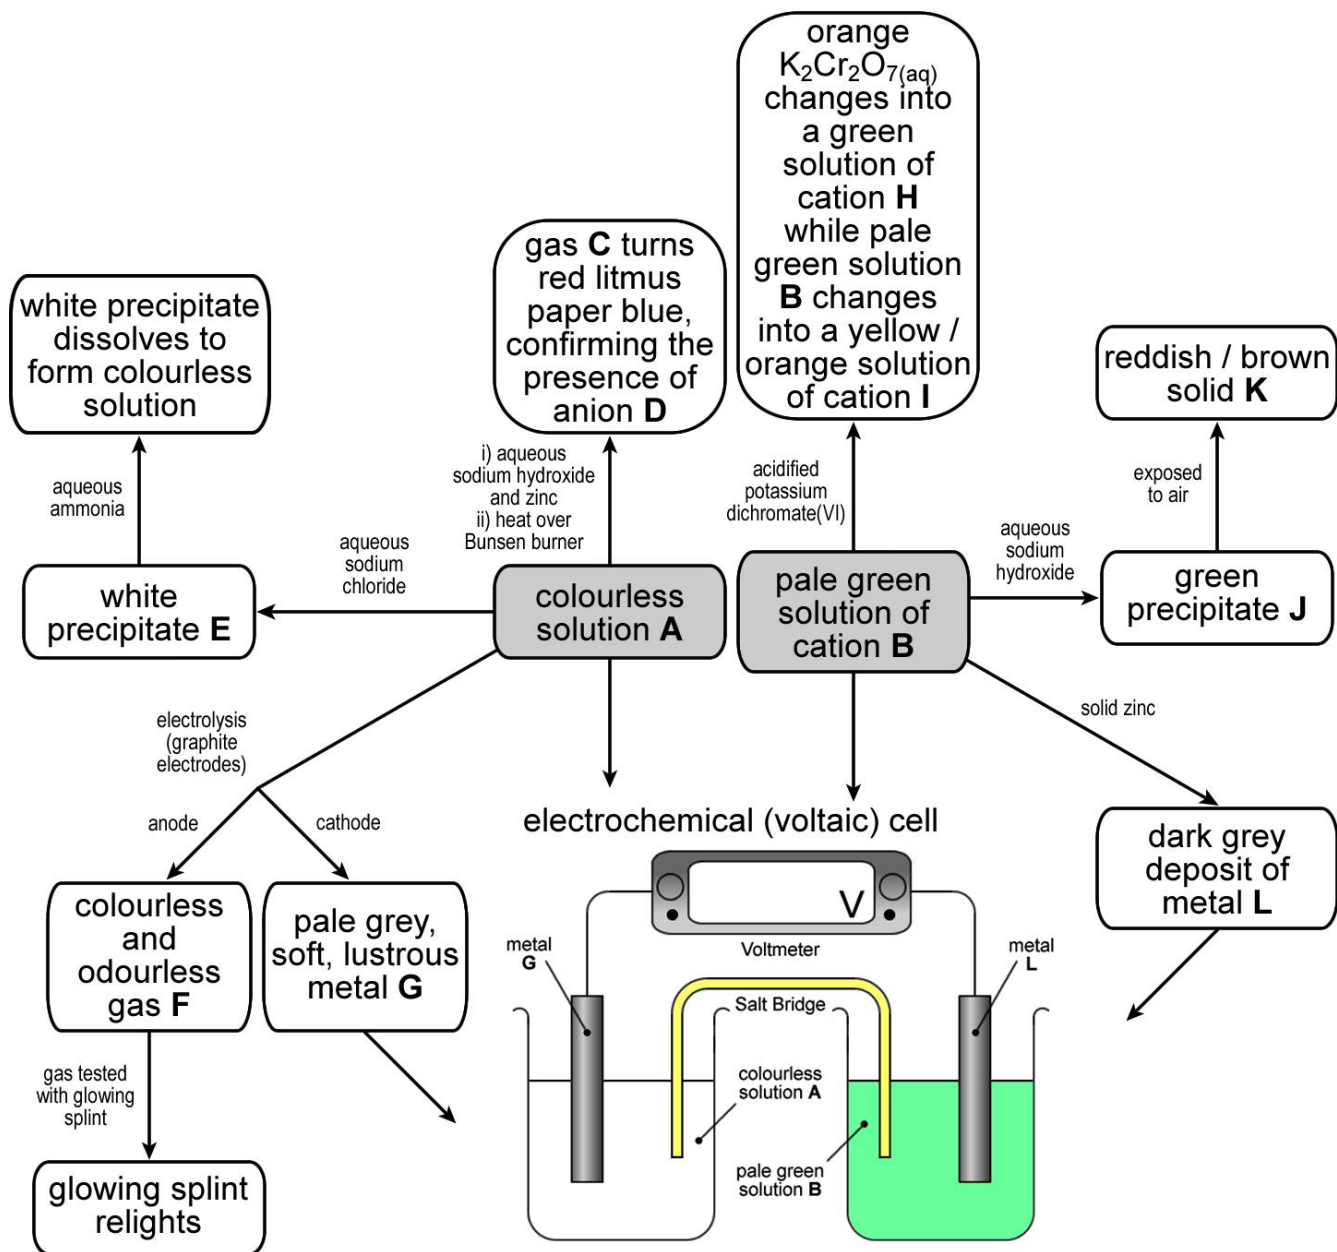 orange
K₂Cr₂O₇(aq)
changes into
a green
solution of
cation H
while pale
green solution
B changes
into a yellow /
orange solution
of cation I
gas C turns
red litmus
paper blue,
confirming the
presence of
anion D
white precipitate
dissolves to
form colourless
solution
reddish / brown
solid K
aqueous
ammonia
i) aqueous
sodium hydroxide
and zinc
ii) heat over
Bunsen burner
acidified
potassium
dichromate(VI)
exposed
to air
aqueous
sodium
chloride
aqueous
sodium
hydroxide
white
precipitate E
colourless
solution A
pale green
solution of
cation B
green
precipitate J
electrolysis
(graphite
electrodes)
solid zinc
anode
cathode
electrochemical (voltaic) cell
colourless
and
odourless
gas F
pale grey,
soft, lustrous
metal G
dark grey
deposit of
metal L
V
Voltmeter
metal
G
metal
L
Salt Bridge
gas tested
with glowing
splint
colourless
solution A
pale green
solution B
glowing splint
relights